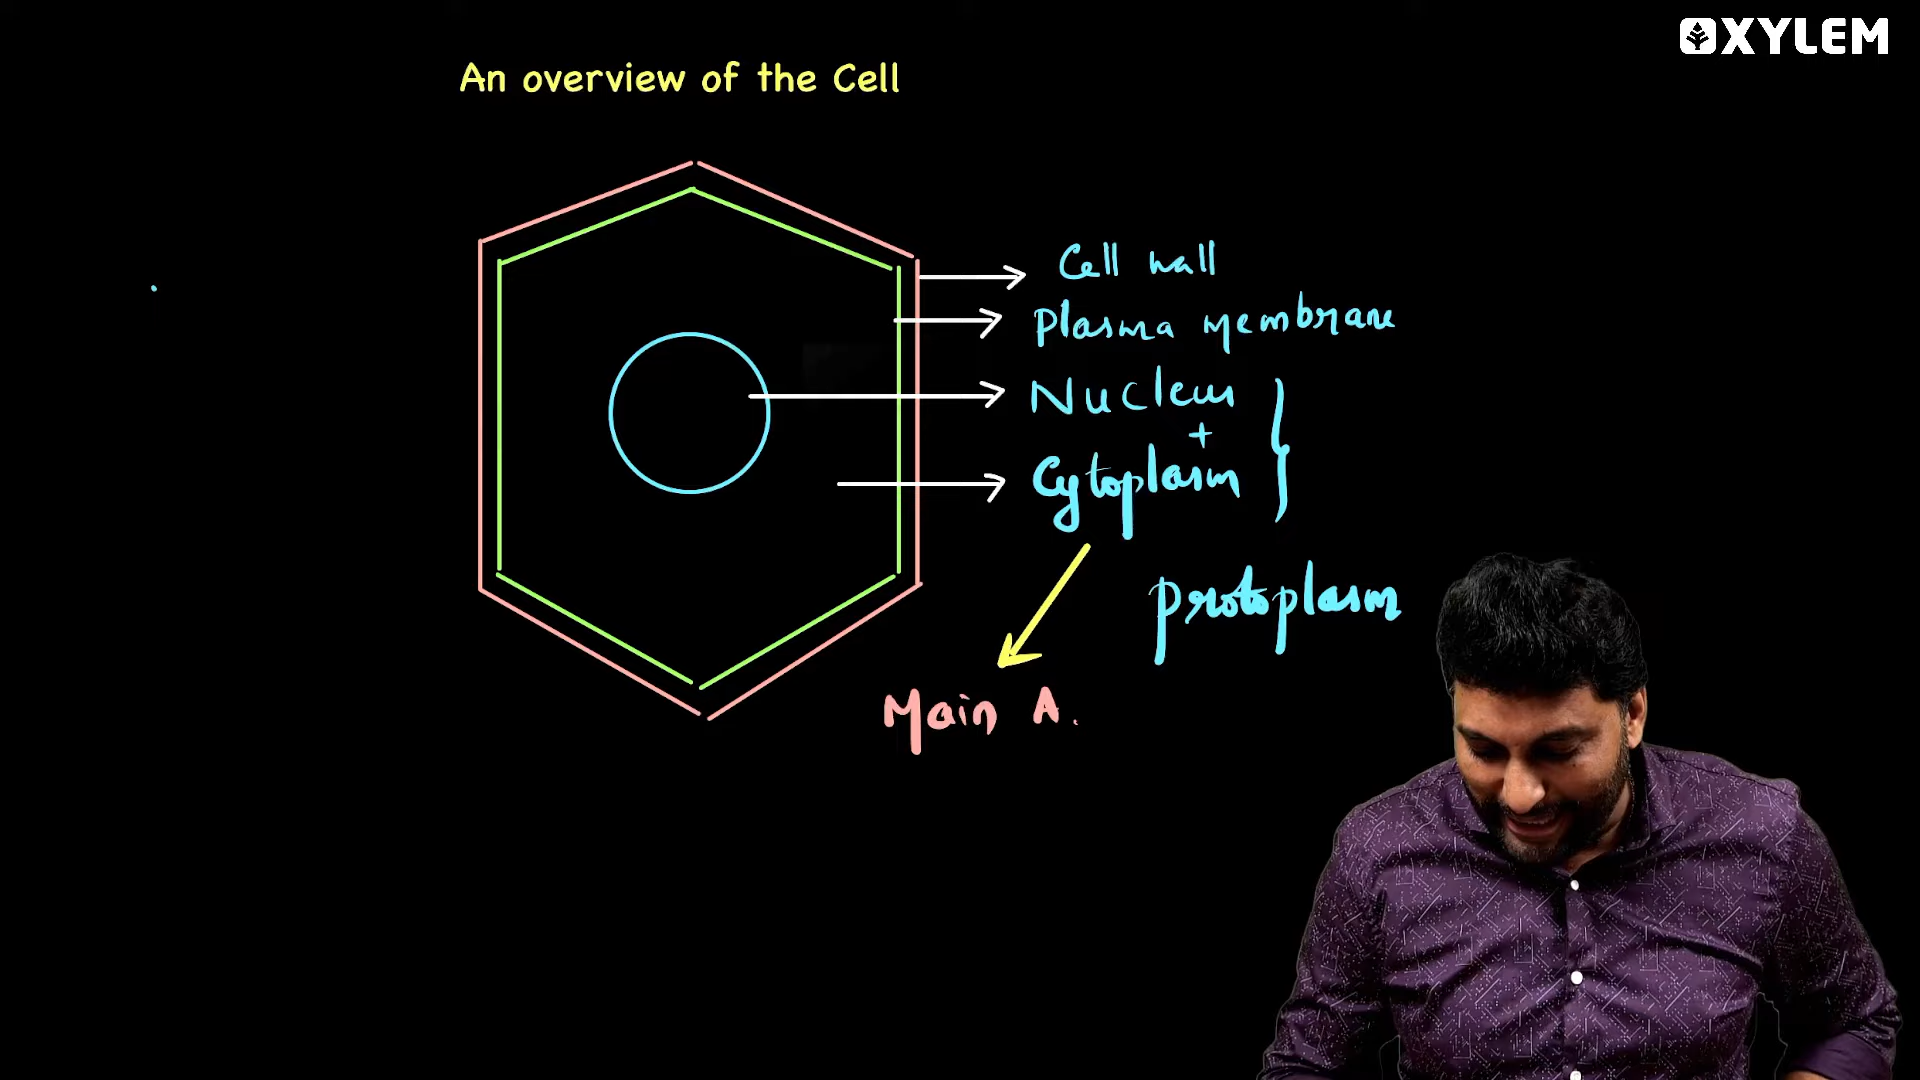 XYLEM
An overview of the Cell
Cell wall
Plasma membrane
Nucleus
+
Cytoplasm
Protoplasm
Main A.